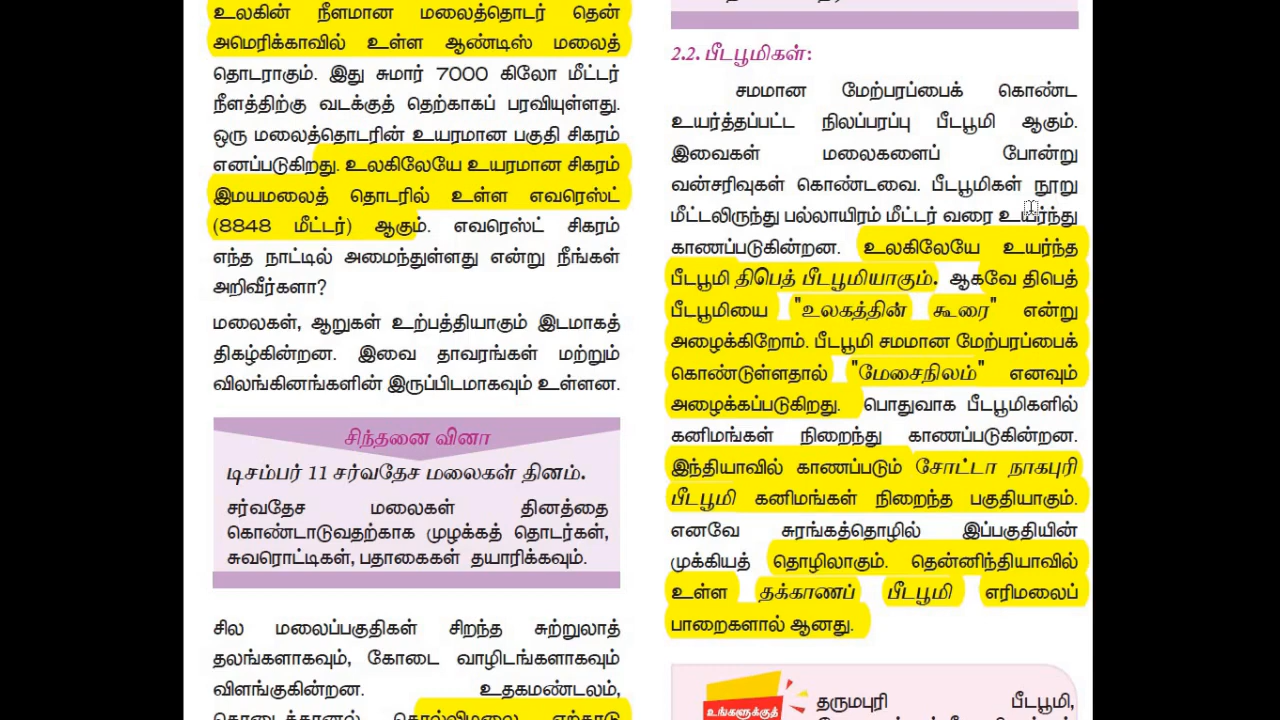 உலகின் நீளமான மலைத்தொடர் தென்
அமெரிக்காவில் உள்ள ஆண்டிஸ் மலைத்
தொடராகும். இது சுமார் 7000 கிலோ மீட்டர்
நீளத்திற்கு வடக்குத் தெற்காகப் பரவியுள்ளது.
ஒரு மலைத்தொடரின் உயரமான பகுதி சிகரம்
எனப்படுகிறது. உலகிலேயே உயரமான சிகரம்
இமயமலைத் தொடரில் உள்ள எவரெஸ்ட்
(8848 மீட்டர்) ஆகும். எவரெஸ்ட் சிகரம்
எந்த நாட்டில் அமைந்துள்ளது என்று நீங்கள்
அறிவீர்களா?
மலைகள், ஆறுகள் உற்பத்தியாகும் இடமாகத்
திகழ்கின்றன. இவை தாவரங்கள் மற்றும்
விலங்கினங்களின் இருப்பிடமாகவும் உள்ளன.
சிந்தனை வினா
டிசம்பர் 11 சர்வதேச மலைகள் தினம்.
சர்வதேச மலைகள் தினத்தை
கொண்டாடுவதற்காக முழக்கத் தொடர்கள்,
சுவரொட்டிகள், பதாகைகள் தயாரிக்கவும்.
சில மலைப்பகுதிகள் சிறந்த சுற்றுலாத்
தலங்களாகவும், கோடை வாழிடங்களாகவும்
விளங்குகின்றன. உதகமண்டலம்,
2.2. பீடபூமிகள்:
சமமான மேற்பரப்பைக் கொண்ட
உயர்த்தப்பட்ட நிலப்பரப்பு பீடபூமி ஆகும்.
இவைகள் மலைகளைப் போன்று
வன்சரிவுகள் கொண்டவை. பீடபூமிகள் நூறு
மீட்டலிருந்து பல்லாயிரம் மீட்டர் வரை உயர்ந்து
காணப்படுகின்றன. உலகிலேயே உயர்ந்த
பீடபூமி திபெத் பீடபூமியாகும். ஆகவே திபெத்
பீடபூமியை "உலகத்தின் கூரை" என்று
அழைக்கிறோம். பீடபூமி சமமான மேற்பரப்பைக்
கொண்டுள்ளதால் "மேசைநிலம்" எனவும்
அழைக்கப்படுகிறது. பொதுவாக பீடபூமிகளில்
கனிமங்கள் நிறைந்து காணப்படுகின்றன.
இந்தியாவில் காணப்படும் சோட்டா நாகபுரி
பீடபூமி கனிமங்கள் நிறைந்த பகுதியாகும்.
எனவே சுரங்கத்தொழில் இப்பகுதியின்
முக்கியத் தொழிலாகும். தென்னிந்தியாவில்
உள்ள தக்காணப் பீடபூமி எரிமலைப்
பாறைகளால் ஆனது.
உங்களுக்குத்
தருமபுரி பீடபூமி,